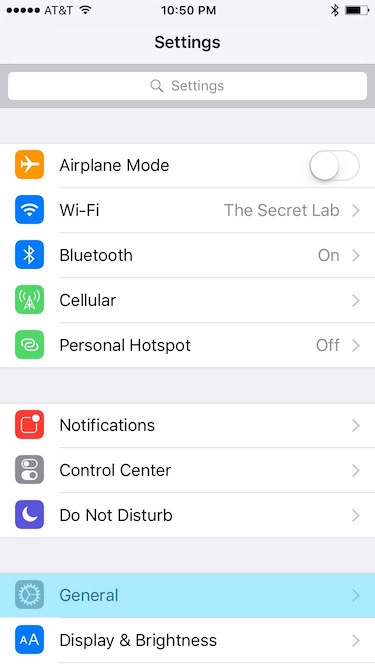 AT&T 10:50 PM
Settings
Settings
Airplane Mode
Wi-Fi The Secret Lab
Bluetooth On
Cellular
Personal Hotspot Off
Notifications
Control Center
Do Not Disturb
General
AA Display & Brightness